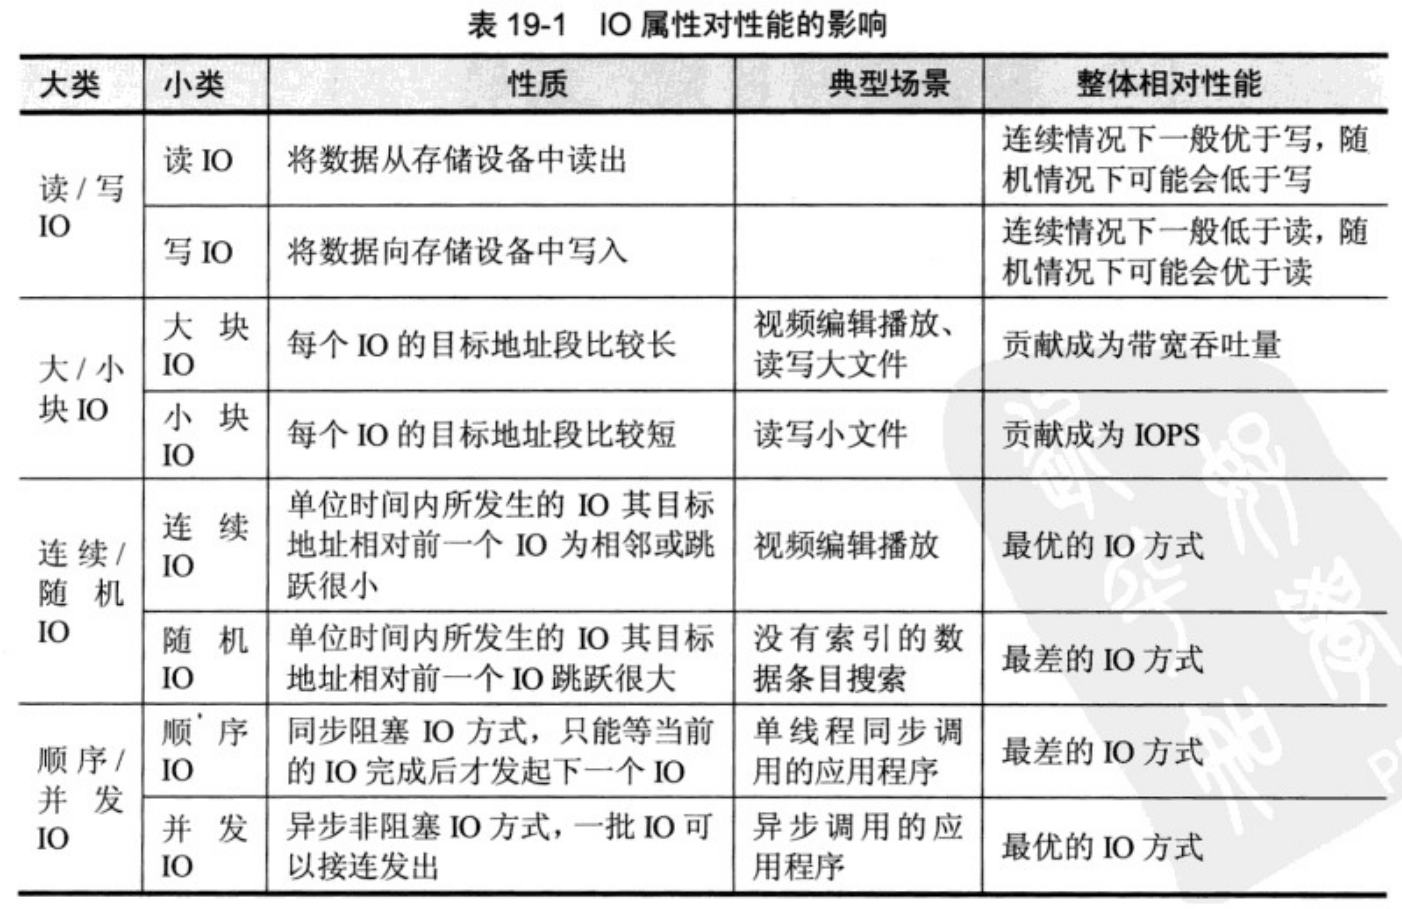 表 19-1 IO 属性对性能的影响
大类 小类 性质 典型场景 整体相对性能
读 / 写
IO
读 IO
将数据从存储设备中读出
连续情况下一般优于写，随
机情况下可能会低于写
写 IO
将数据向存储设备中写入
连续情况下一般低于读，随
机情况下可能会优于读
大 / 小
块 IO
大 块
IO
每个 IO 的目标地址段比较长
视频编辑播放、
读写大文件
贡献成为带宽吞吐量
小 块
IO
每个 IO 的目标地址段比较短
读写小文件
贡献成为 IOPS
连 续 /
随 机
IO
连 续
IO
单位时间内所发生的 IO 其目标
地址相对前一个 IO 为相邻或跳
跃很小
视频编辑播放
最优的 IO 方式
随 机
IO
单位时间内所发生的 IO 其目标
地址相对前一个 IO 跳跃很大
没有索引的数
据条目搜索
最差的 IO 方式
顺 序 /
并 发
IO
顺 序
IO
同步阻塞 IO 方式，只能等当前
的 IO 完成后才发起下一个 IO
单线程同步调
用的应用程序
最差的 IO 方式
并 发
IO
异步非阻塞 IO 方式，一批 IO 可
以接连发出
异步调用的应
用程序
最优的 IO 方式